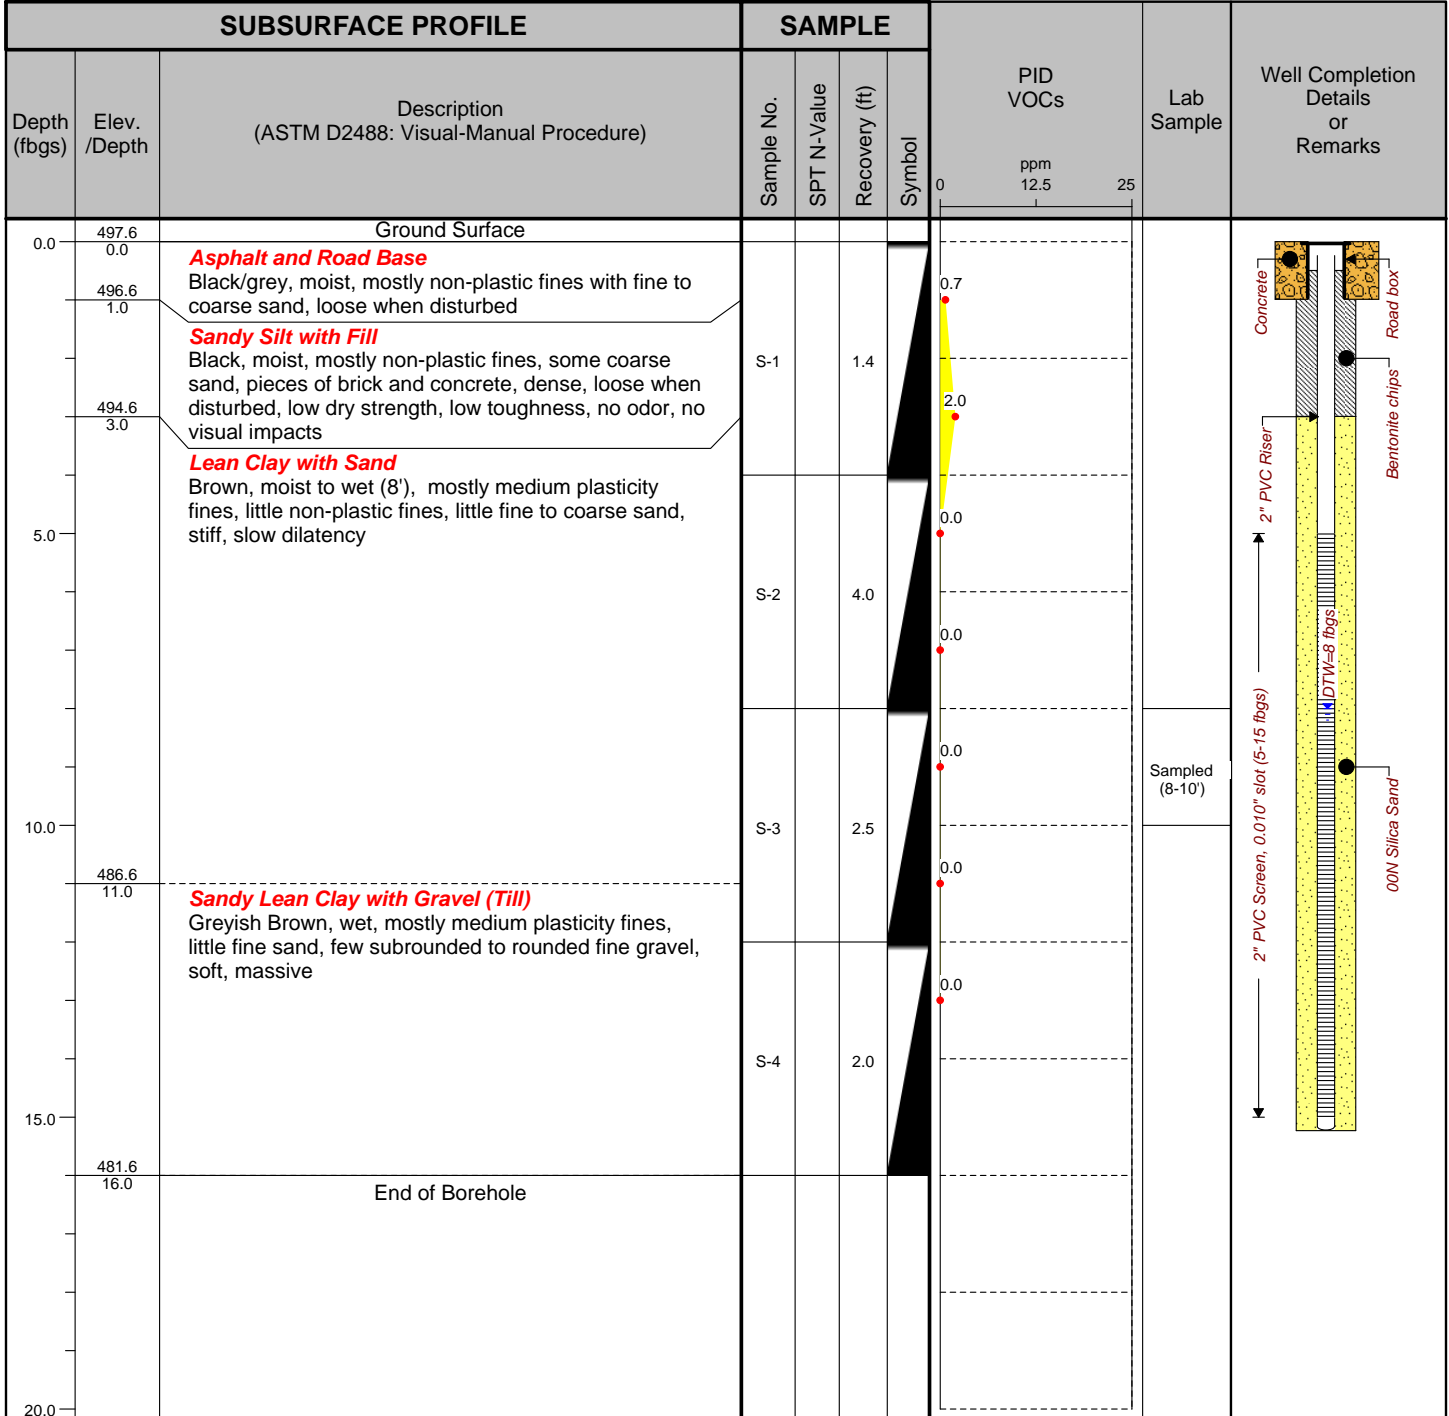 SUBSURFACE PROFILE
SAMPLE
Depth
(fbgs)
Elev.
/Depth
Description
(ASTM D2488: Visual-Manual Procedure)
Sample No.
SPT N-Value
Recovery (ft)
Symbol
PID
VOCs
ppm
0 12.5 25
Lab
Sample
Well Completion
Details
or
Remarks
0.0
497.6
0.0
Ground Surface
Asphalt and Road Base
Black/grey, moist, mostly non-plastic fines with fine to
coarse sand, loose when disturbed
496.6
1.0
0.7
Sandy Silt with Fill
Black, moist, mostly non-plastic fines, some coarse
sand, pieces of brick and concrete, dense, loose when
disturbed, low dry strength, low toughness, no odor, no
visual impacts
S-1
1.4
494.6
3.0
2.0
Lean Clay with Sand
Brown, moist to wet (8'), mostly medium plasticity
fines, little non-plastic fines, little fine to coarse sand,
stiff, slow dilatency
5.0
0.0
S-2
4.0
0.0
0.0
Sampled
(8-10')
10.0
S-3
2.5
0.0
486.6
11.0
Sandy Lean Clay with Gravel (Till)
Greyish Brown, wet, mostly medium plasticity fines,
little fine sand, few subrounded to rounded fine gravel,
soft, massive
0.0
S-4
2.0
15.0
481.6
16.0
End of Borehole
20.0
Concrete
Road box
Bentonite chips
2" PVC Riser
DTW=8 fbgs
2" PVC Screen, 0.010" slot (5-15 fbgs)
00N Silica Sand